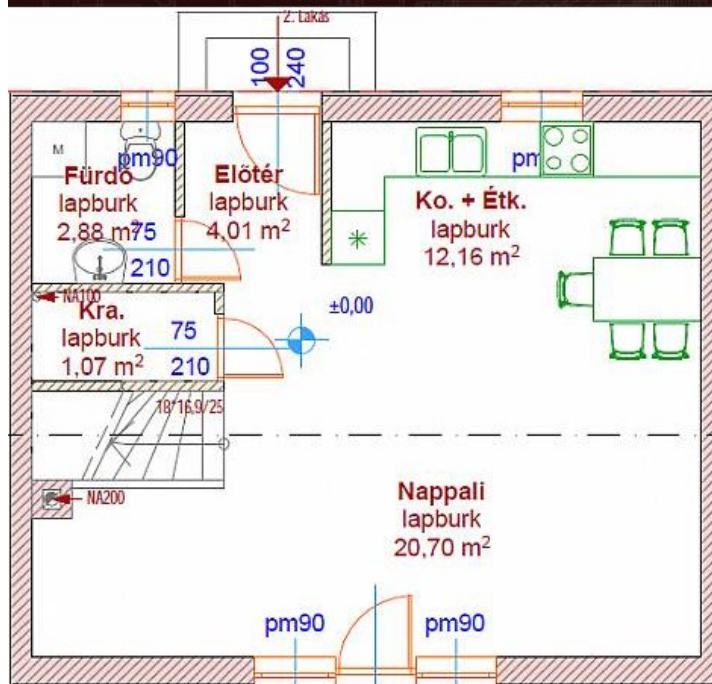 2. Lakás
100
240
pm90
Fürdő
lapburk
2,88 m²
75
210
M
Előtér
lapburk
4,01 m²
pm
Ko. + Étk.
lapburk
12,16 m²
NA100
Kra.
lapburk
1,07 m²
75
210
±0,00
18*16,9/25
NA200
Nappali
lapburk
20,70 m²
pm90
pm90